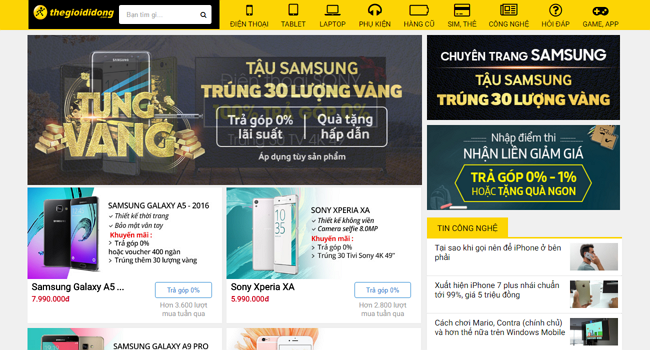 thegioididong
Bạn tìm gì...
ĐIỆN THOẠI
TABLET
LAPTOP
PHỤ KIỆN
HÀNG CŨ
SIM, THẺ
CÔNG NGHỆ
HỎI ĐÁP
GAME, APP
TUNG VÀNG
TẬU SAMSUNG
TRÚNG 30 LƯỢNG VÀNG
Trả góp 0%
lãi suất
Quà tặng
hấp dẫn
Áp dụng tùy sản phẩm
CHUYÊN TRANG SAMSUNG
TẬU SAMSUNG
TRÚNG 30 LƯỢNG VÀNG
Nhập điểm thi
NHẬN LIỀN GIẢM GIÁ
TRẢ GÓP 0% - 1%
HOẶC TẶNG QUÀ NGON
SAMSUNG GALAXY A5 - 2016
Thiết kế thời trang
Bảo mật vân tay
Khuyến mãi :
Trả góp 0%
hoặc voucher 400 ngàn
Trúng thêm 30 lượng vàng
Samsung Galaxy A5 ...
7.990.000đ
Trả góp 0%
Hơn 3.600 lượt
mua tuần qua
SONY XPERIA XA
Thiết kế không viền
Camera selfie 8.0MP
Khuyến mãi :
Trả góp 0%
Trúng 30 Tivi Sony 4K 49"
Sony Xperia XA
5.990.000đ
Trả góp 0%
Hơn 2.800 lượt
mua tuần qua
TIN CÔNG NGHỆ
Tại sao khi gọi nên để iPhone ở bên
phải
Xuất hiện iPhone 7 plus nhái chuẩn
tới 99%, giá 5 triệu đồng
Cách chơi Mario, Contra (chính chủ)
và hơn thế nữa trên Windows Mobile
SAMSUNG GALAXY A9 PRO